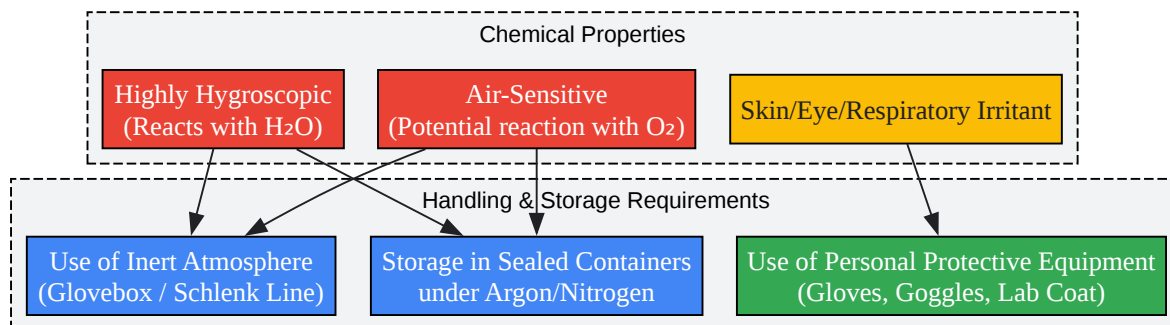 Chemical Properties
Highly Hygroscopic
(Reacts with H₂O)
Air-Sensitive
(Potential reaction with O₂)
Skin/Eye/Respiratory Irritant
Handling & Storage Requirements
Use of Inert Atmosphere
(Glovebox / Schlenk Line)
Storage in Sealed Containers
under Argon/Nitrogen
Use of Personal Protective Equipment
(Gloves, Goggles, Lab Coat)